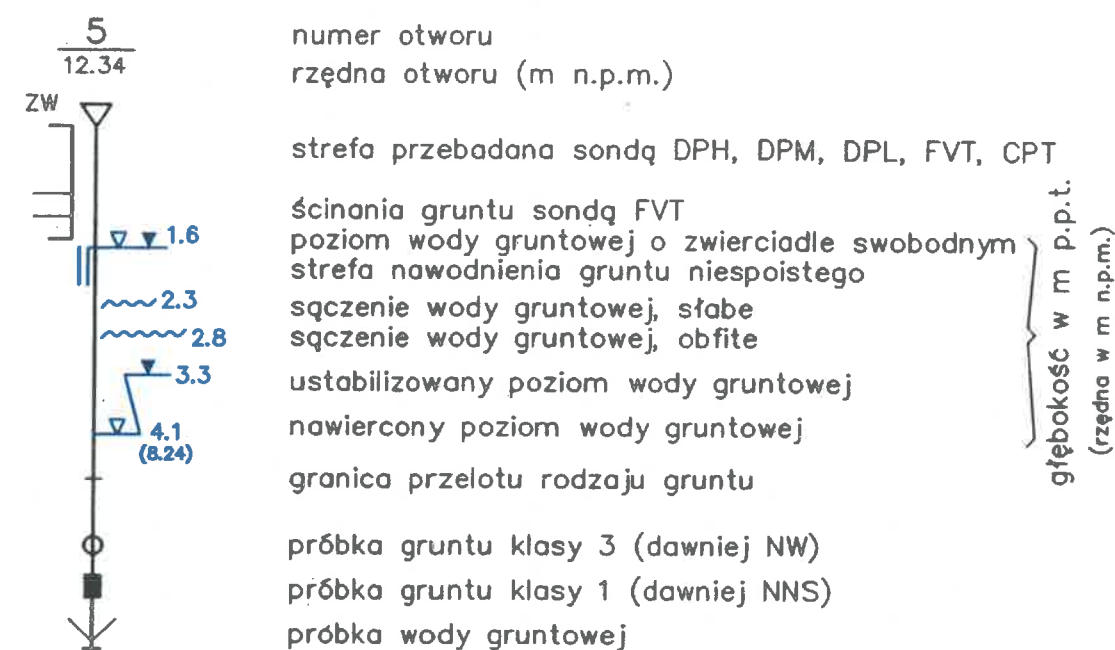 5
numer otworu
12.34
rzędna otworu (m n.p.m.)
ZW
strefa przebadana sondą DPH, DPM, DPL, FVT, CPT
ścinania gruntu sondą FVT
1.6
poziom wody gruntowej o zwierciadle swobodnym
strefa nawodnienia gruntu niespoistego
2.3
sączenie wody gruntowej, słabe
2.8
sączenie wody gruntowej, obfite
3.3
ustabilizowany poziom wody gruntowej
4.1
nawiercony poziom wody gruntowej
(8.24)
granica przelotu rodzaju gruntu
próbka gruntu klasy 3 (dawniej NW)
próbka gruntu klasy 1 (dawniej NNS)
próbka wody gruntowej
głębokość w m p.p.t.
(rzędna w m n.p.m.)